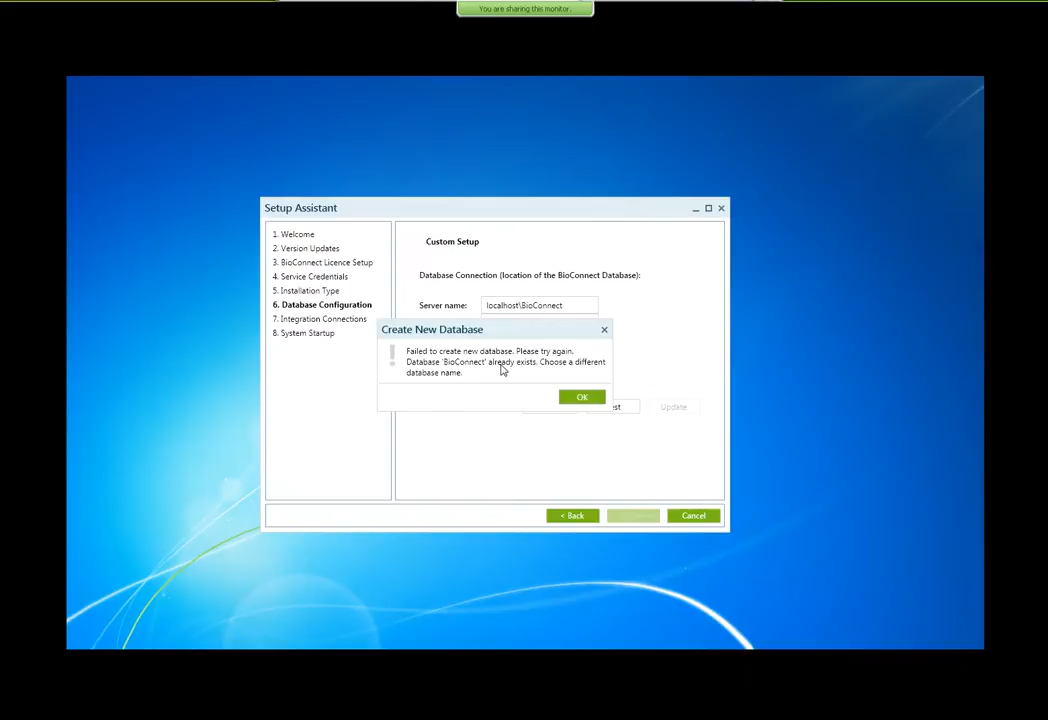 You are sharing this monitor.
Setup Assistant
1. Welcome
2. Version Updates
3. BioConnect Licence Setup
4. Service Credentials
5. Installation Type
6. Database Configuration
7. Integration Connections
8. System Startup
Custom Setup
Database Connection (location of the BioConnect Database):
Server name: localhost\BioConnect
Create New Database
Failed to create new database. Please try again.
Database 'BioConnect' already exists. Choose a different
database name.
OK
est Update
< Back
Cancel